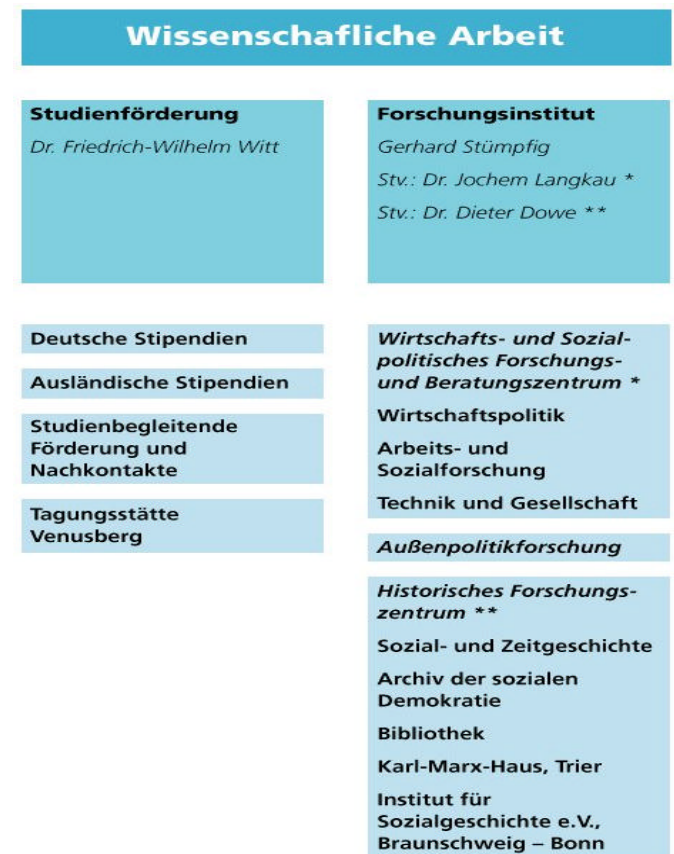 Wissenschafliche Arbeit
Studienförderung
Dr. Friedrich-Wilhelm Witt
Deutsche Stipendien
Ausländische Stipendien
Studienbegleitende
Förderung und
Nachkontakte
Tagungsstätte
Venusberg
Forschungsinstitut
Gerhard Stümpfig
Stv.: Dr. Jochem Langkau *
Stv.: Dr. Dieter Dowe **
Wirtschafts- und Sozial-
politisches Forschungs-
und Beratungszentrum *
Wirtschaftspolitik
Arbeits- und
Sozialforschung
Technik und Gesellschaft
Außenpolitikforschung
Historisches Forschungs-
zentrum **
Sozial- und Zeitgeschichte
Archiv der sozialen
Demokratie
Bibliothek
Karl-Marx-Haus, Trier
Institut für
Sozialgeschichte e.V.,
Braunschweig – Bonn